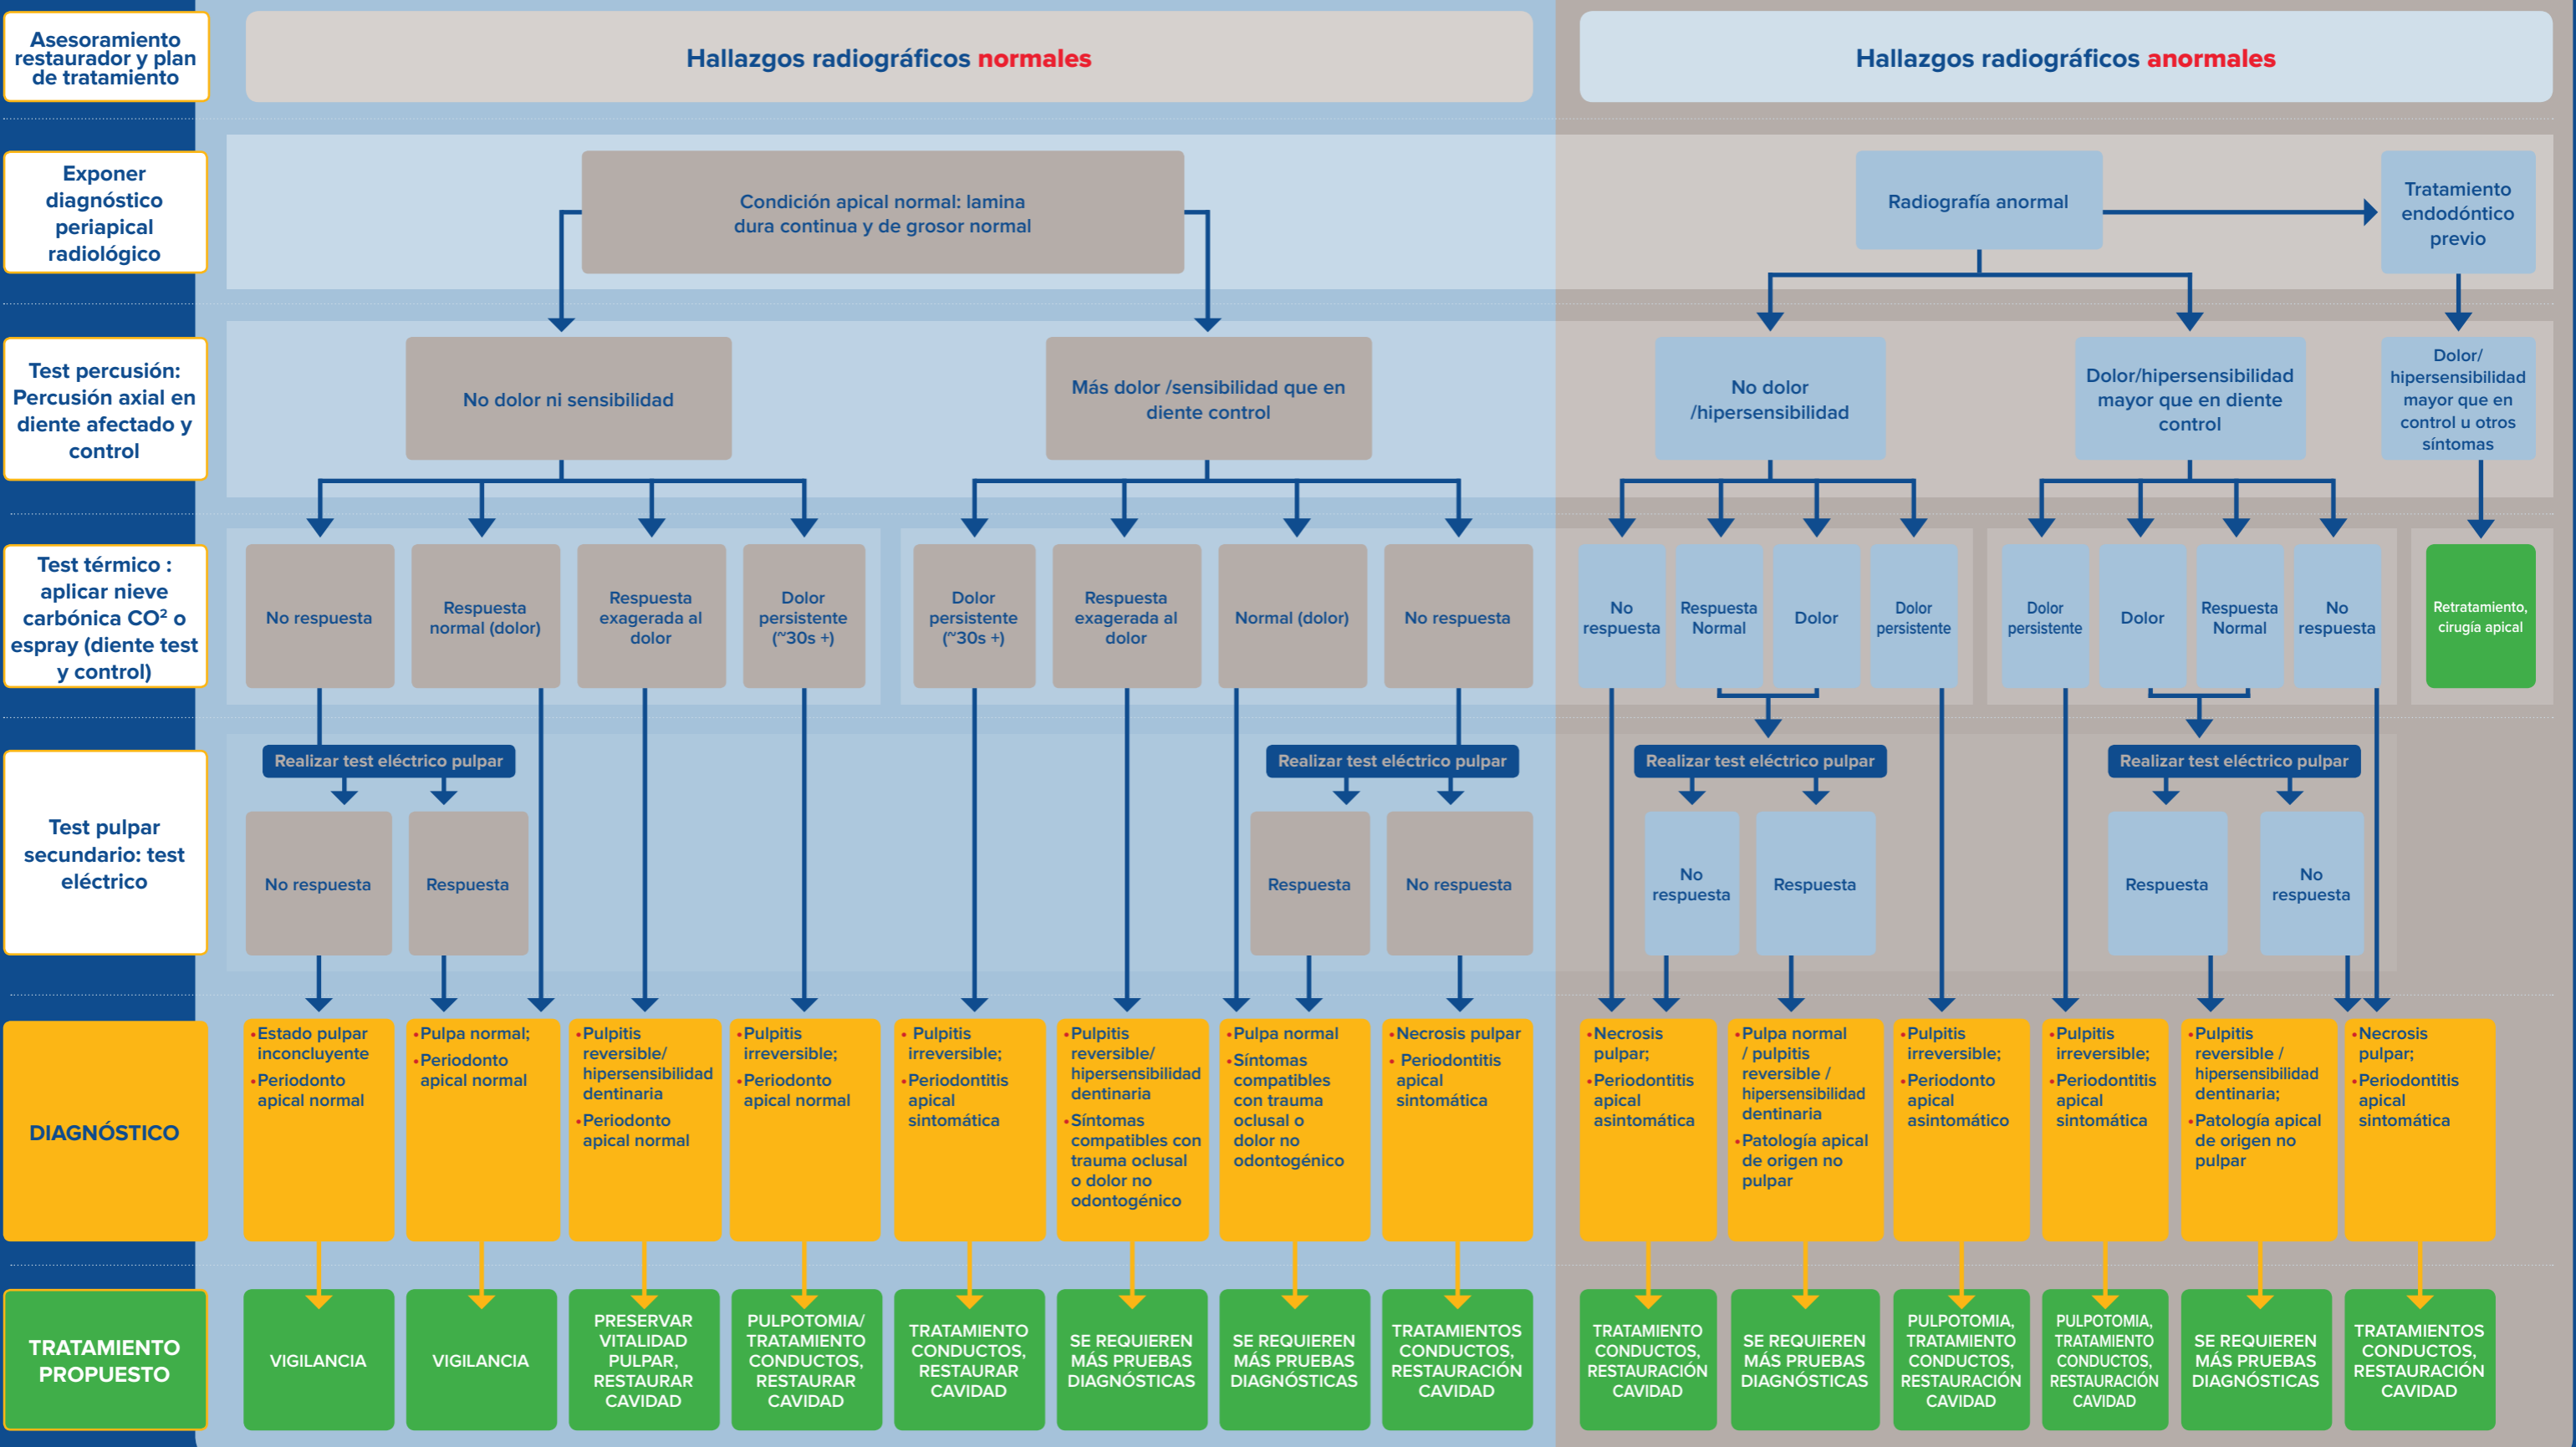 Asesoramiento
restaurador y plan
de tratamiento
Hallazgos radiográficos normales
Hallazgos radiográficos anormales
Exponer
diagnóstico
periapical
radiológico
Condición apical normal: lamina
dura continua y de grosor normal
Radiografía anormal
Tratamiento
endodóntico
previo
Test percusión:
Percusión axial en
diente afectado y
control
No dolor ni sensibilidad
Más dolor /sensibilidad que en
diente control
No dolor
/hipersensibilidad
Dolor/hipersensibilidad
mayor que en diente
control
Dolor/
hipersensibilidad
mayor que en
control u otros
síntomas
Test térmico :
aplicar nieve
carbónica CO² o
espray (diente test
y control)
No respuesta
Respuesta
normal (dolor)
Respuesta
exagerada al
dolor
Dolor
persistente
(~30s +)
Dolor
persistente
(~30s +)
Respuesta
exagerada al
dolor
Normal (dolor)
No respuesta
No
respuesta
Respuesta
Normal
Dolor
Dolor
persistente
Dolor
persistente
Dolor
Respuesta
Normal
No
respuesta
Retratamiento,
cirugía apical
Test pulpar
secundario: test
eléctrico
Realizar test eléctrico pulpar
Realizar test eléctrico pulpar
Realizar test eléctrico pulpar
Realizar test eléctrico pulpar
No respuesta
Respuesta
Respuesta
No respuesta
No
respuesta
Respuesta
Respuesta
No
respuesta
DIAGNÓSTICO
•Estado pulpar
inconcluyente
•Periodonto
apical normal
•Pulpa normal;
•Periodonto
apical normal
•Pulpitis
reversible/
hipersensibilidad
dentinaria
•Periodonto
apical normal
•Pulpitis
irreversible;
•Periodonto
apical normal
• Pulpitis
irreversible;
•Periodontitis
apical
sintomática
•Pulpitis
reversible/
hipersensibilidad
dentinaria
•Síntomas
compatibles con
trauma oclusal
o dolor no
odontogénico
•Pulpa normal
•Síntomas
compatibles
con trauma
oclusal o
dolor no
odontogénico
•Necrosis pulpar
• Periodontitis
apical
sintomática
•Necrosis
pulpar;
•Periodontitis
apical
asintomática
•Pulpa normal
/ pulpitis
reversible /
hipersensibilidad
dentinaria
•Patología apical
de origen no
pulpar
•Pulpitis
irreversible;
•Periodonto
apical
asintomático
•Pulpitis
irreversible;
•Periodontitis
apical
sintomática
•Pulpitis
reversible /
hipersensibilidad
dentinaria;
•Patología apical
de origen no
pulpar
•Necrosis
pulpar;
•Periodontitis
apical
sintomática
TRATAMIENTO
PROPUESTO
VIGILANCIA
VIGILANCIA
PRESERVAR
VITALIDAD
PULPAR,
RESTAURAR
CAVIDAD
PULPOTOMIA/
TRATAMIENTO
CONDUCTOS,
RESTAURAR
CAVIDAD
TRATAMIENTO
CONDUCTOS,
RESTAURAR
CAVIDAD
SE REQUIEREN
MÁS PRUEBAS
DIAGNÓSTICAS
SE REQUIEREN
MÁS PRUEBAS
DIAGNÓSTICAS
TRATAMIENTOS
CONDUCTOS,
RESTAURACIÓN
CAVIDAD
TRATAMIENTO
CONDUCTOS,
RESTAURACIÓN
CAVIDAD
SE REQUIEREN
MÁS PRUEBAS
DIAGNÓSTICAS
PULPOTOMIA,
TRATAMIENTO
CONDUCTOS,
RESTAURACIÓN
CAVIDAD
PULPOTOMIA,
TRATAMIENTO
CONDUCTOS,
RESTAURACIÓN
CAVIDAD
SE REQUIEREN
MÁS PRUEBAS
DIAGNÓSTICAS
TRATAMIENTOS
CONDUCTOS,
RESTAURACIÓN
CAVIDAD